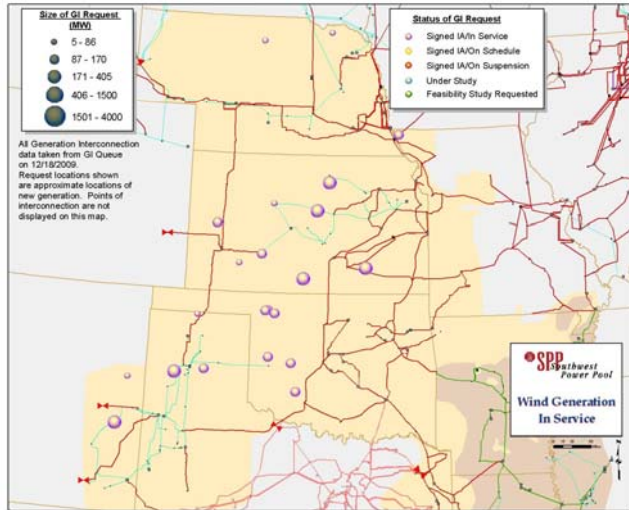 Size of GI Request
(MW)
5 - 86
87 - 170
171 - 405
406 - 1500
1501 - 4000
All Generation Interconnection
data taken from GI Queue
on 12/18/2009.
Request locations shown
are approximate locations of
new generation. Points of
interconnection are not
displayed on this map.
Status of GI Request
Signed IA/In Service
Signed IA/On Schedule
Signed IA/On Suspension
Under Study
Feasibility Study Requested
SPP Southwest
Power Pool
Wind Generation
In Service